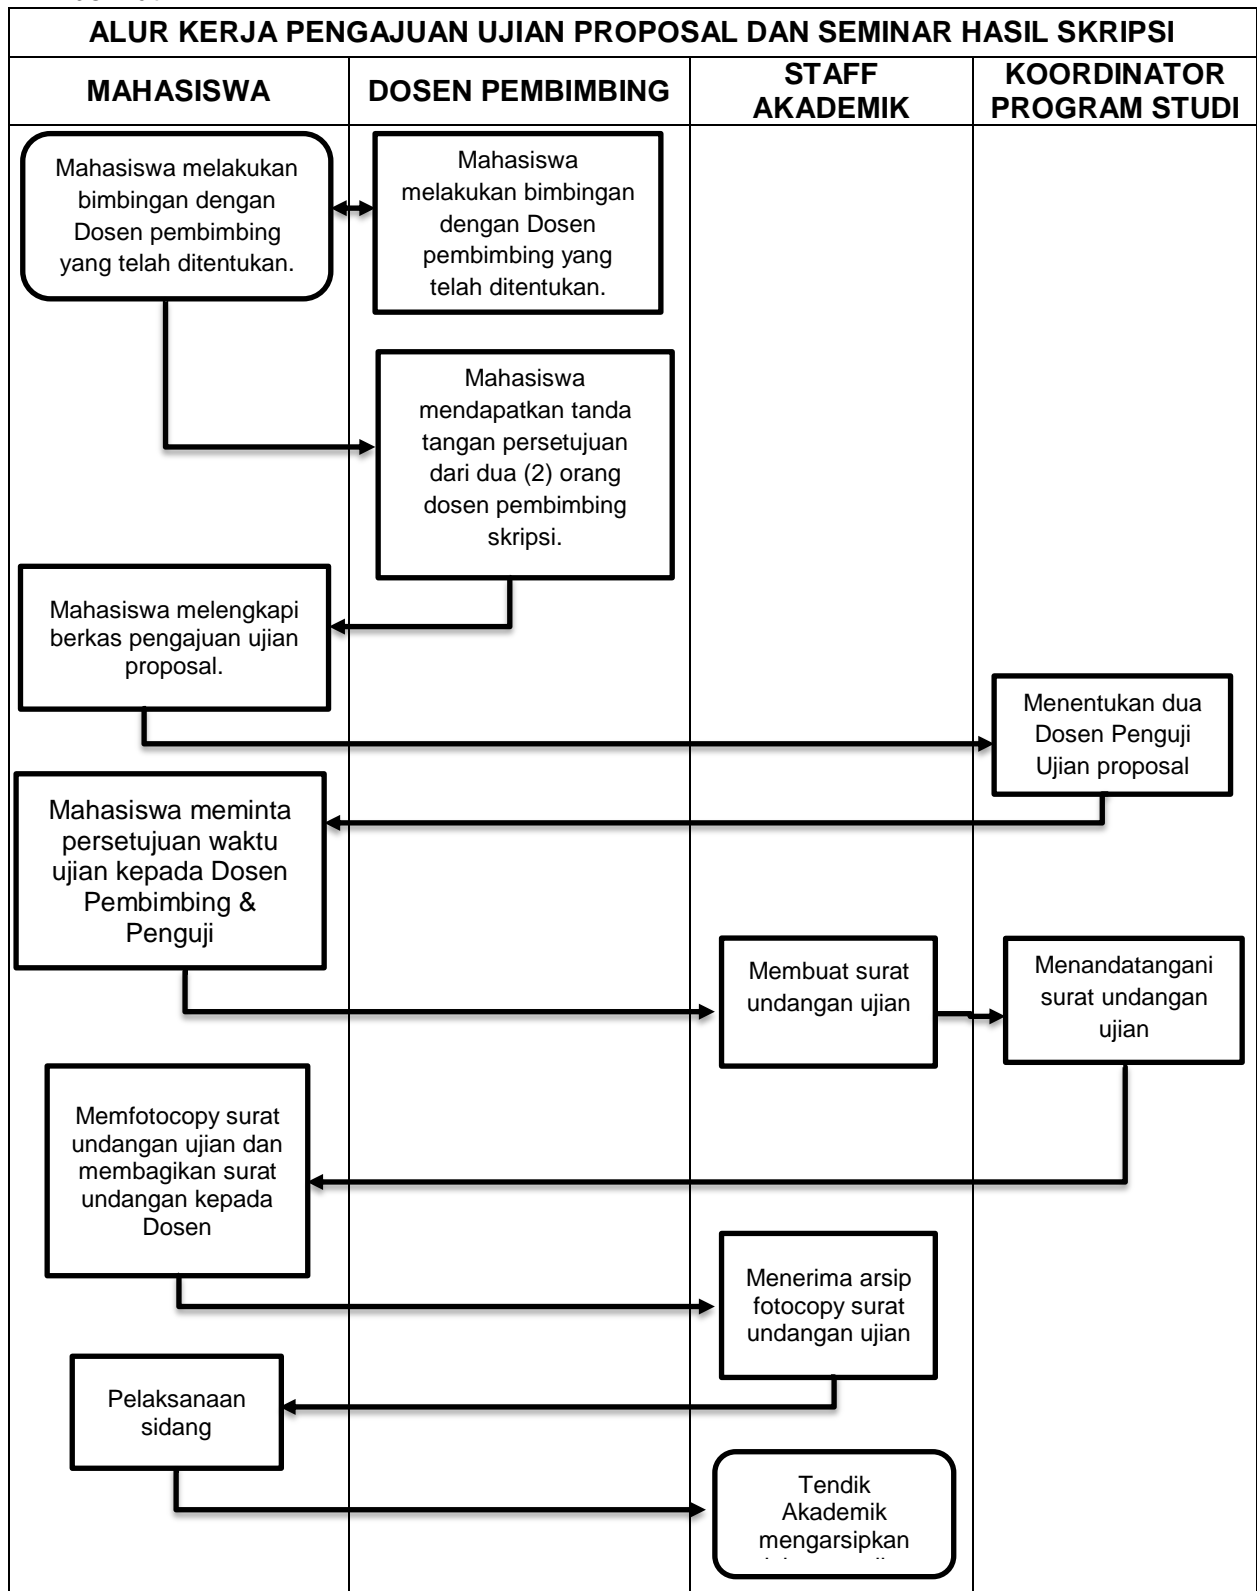 ALUR KERJA PENGAJUAN UJIAN PROPOSAL DAN SEMINAR HASIL SKRIPSI
MAHASISWA
DOSEN PEMBIMBING
STAFF
AKADEMIK
KOORDINATOR
PROGRAM STUDI
Mahasiswa melakukan
bimbingan dengan
Dosen pembimbing
yang telah ditentukan.
Mahasiswa
melakukan bimbingan
dengan Dosen
pembimbing yang
telah ditentukan.
Mahasiswa
mendapatkan tanda
tangan persetujuan
dari dua (2) orang
dosen pembimbing
skripsi.
Mahasiswa melengkapi
berkas pengajuan ujian
proposal.
Menentukan dua
Dosen Penguji
Ujian proposal
Mahasiswa meminta
persetujuan waktu
ujian kepada Dosen
Pembimbing &
Penguji
Membuat surat
undangan ujian
Menandatangani
surat undangan
ujian
Memfotocopy surat
undangan ujian dan
membagikan surat
undangan kepada
Dosen
Menerima arsip
fotocopy surat
undangan ujian
Pelaksanaan
sidang
Tendik
Akademik
mengarsipkan